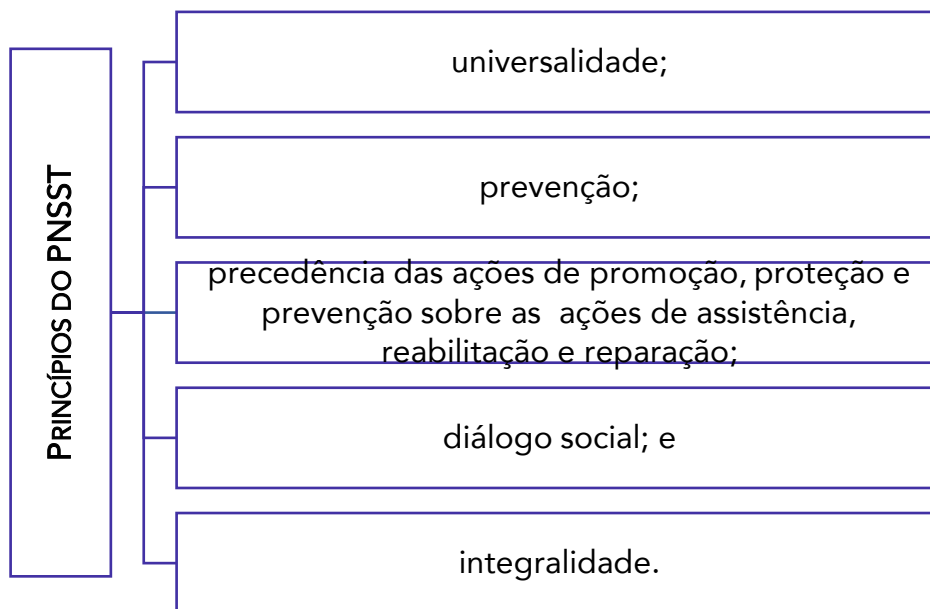 PRINCÍPIOS DO PNSST
universalidade;
prevenção;
precedência das ações de promoção, proteção e
prevenção sobre as ações de assistência,
reabilitação e reparação;
diálogo social; e
integralidade.